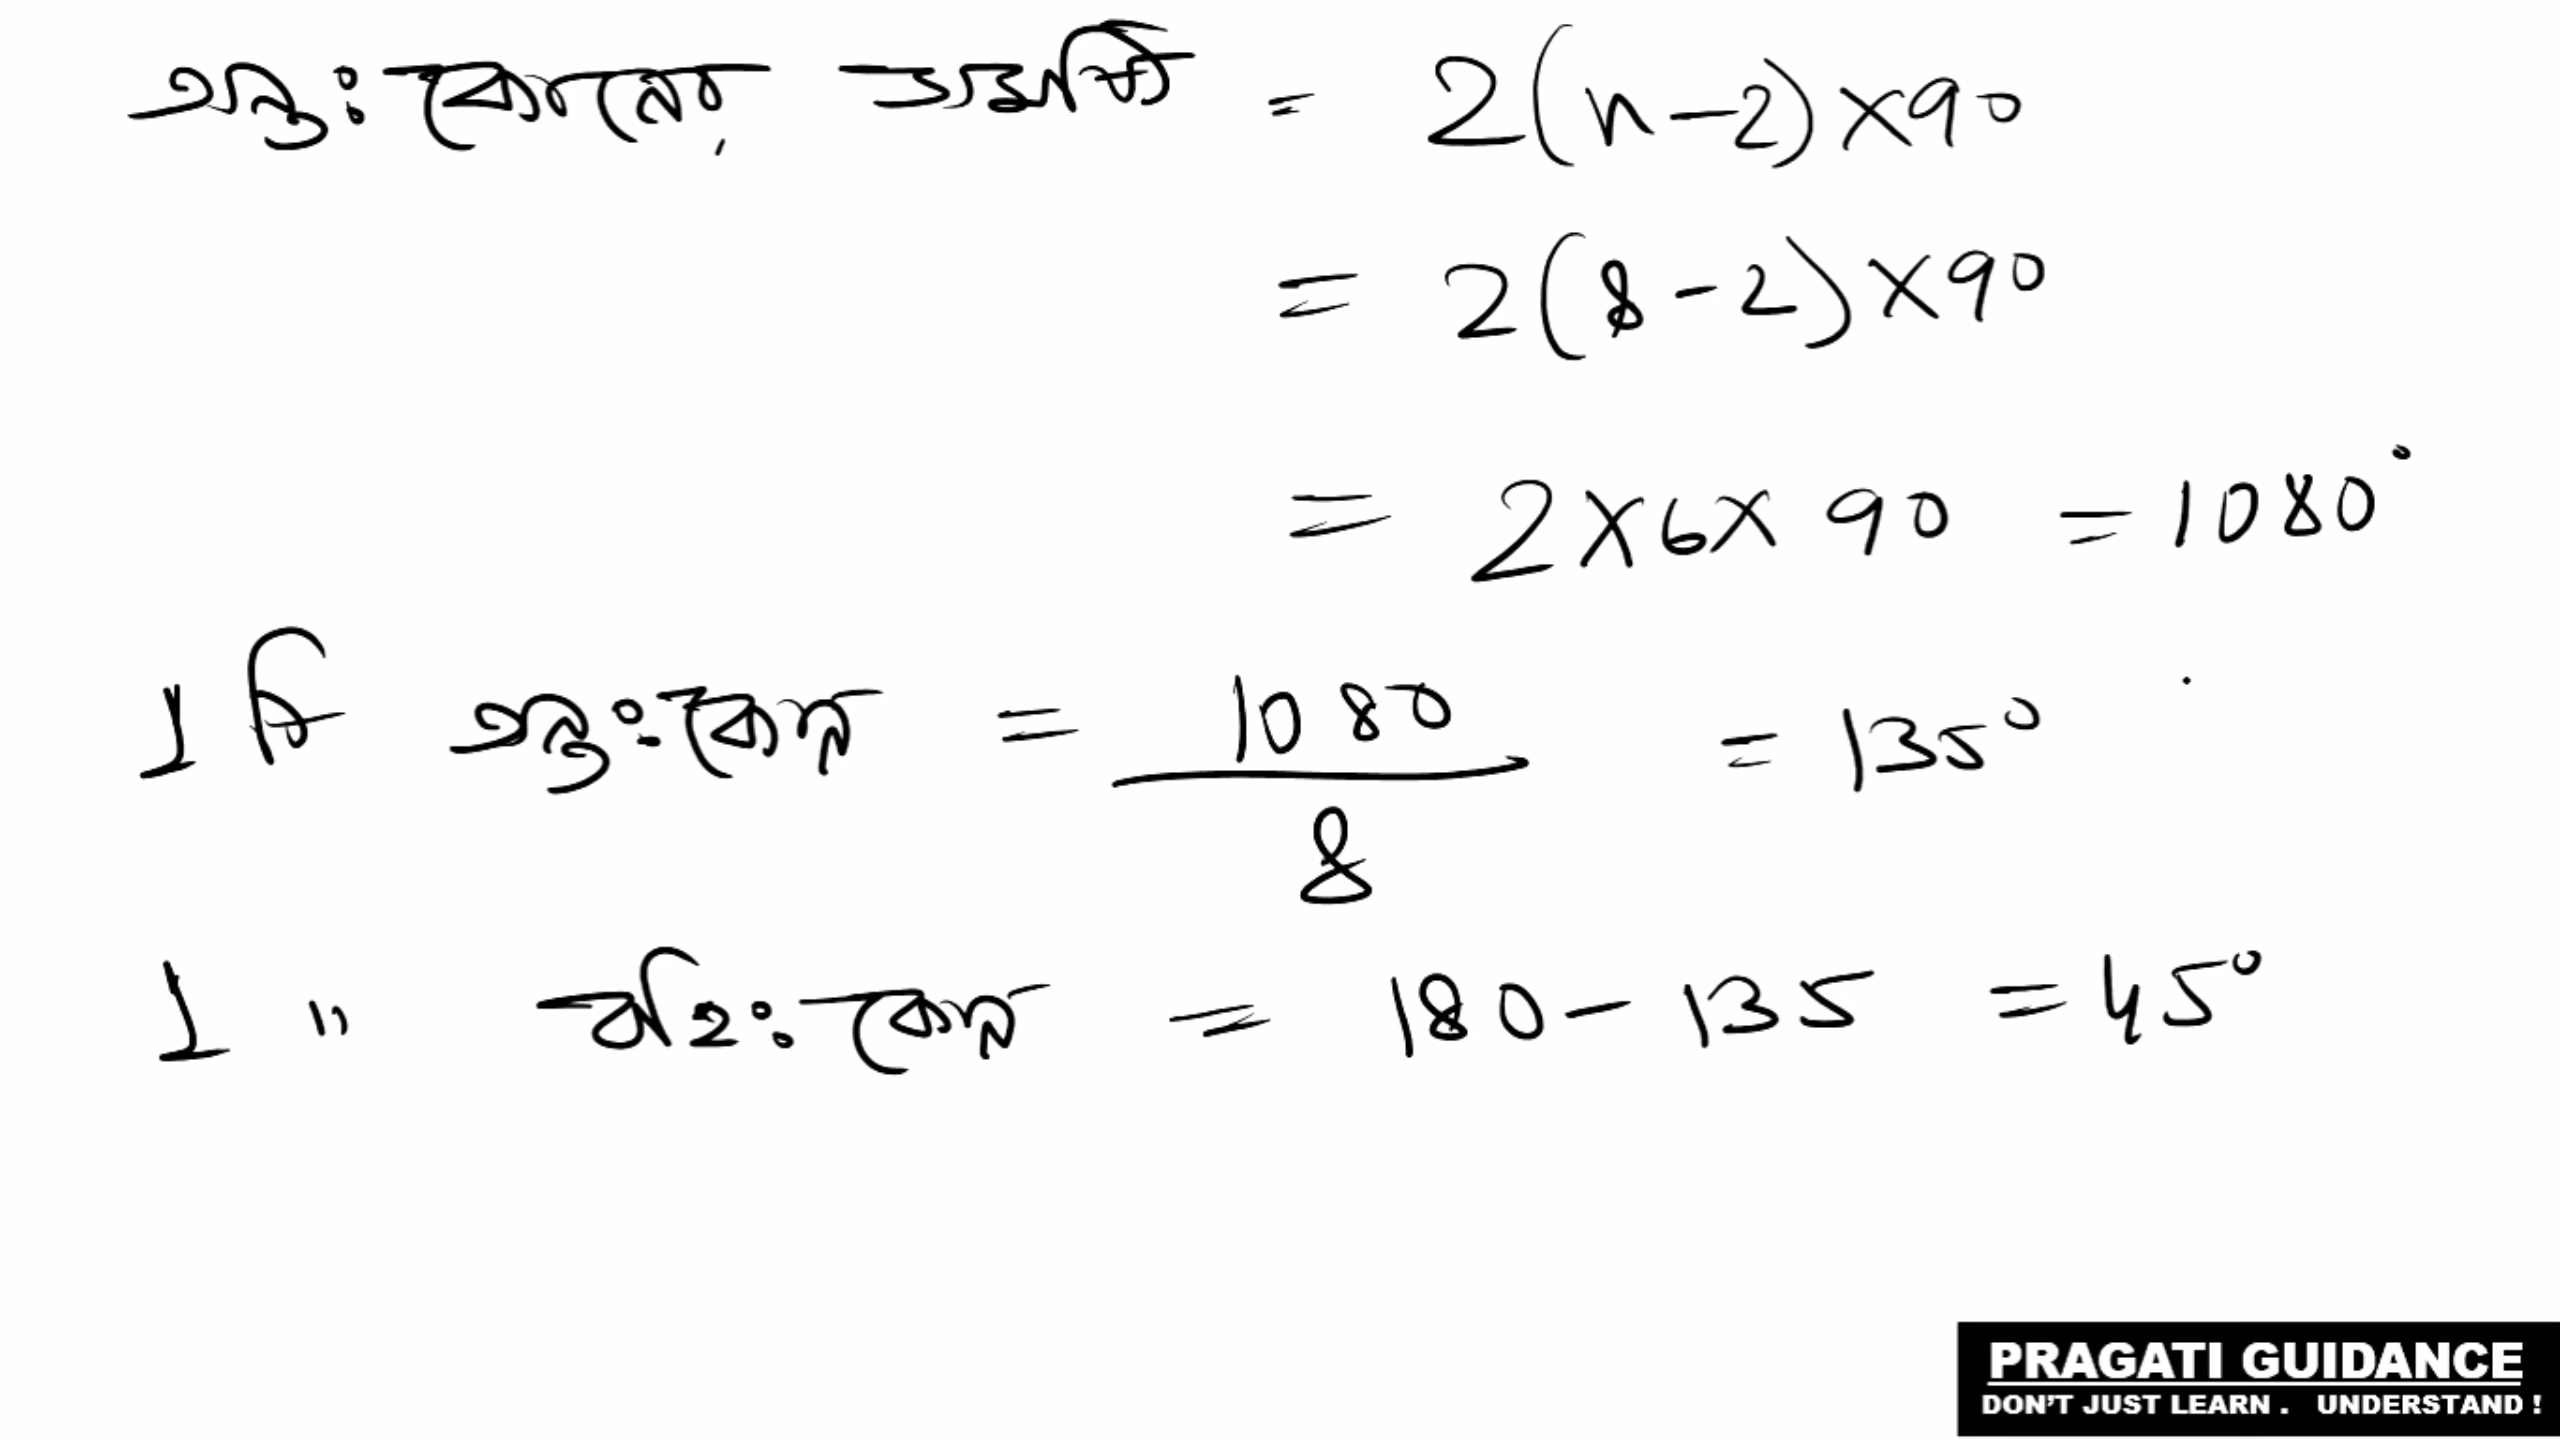 অন্তঃকোনের সমষ্টি = 2(n-2)×90
= 2(8-2)×90
= 2×6×90 = 1080°
1 টি অন্তঃকোন = 1080/8 = 135°
1 " বহিঃকোন = 180-135 = 45°
PRAGATI GUIDANCE
DON'T JUST LEARN. UNDERSTAND!